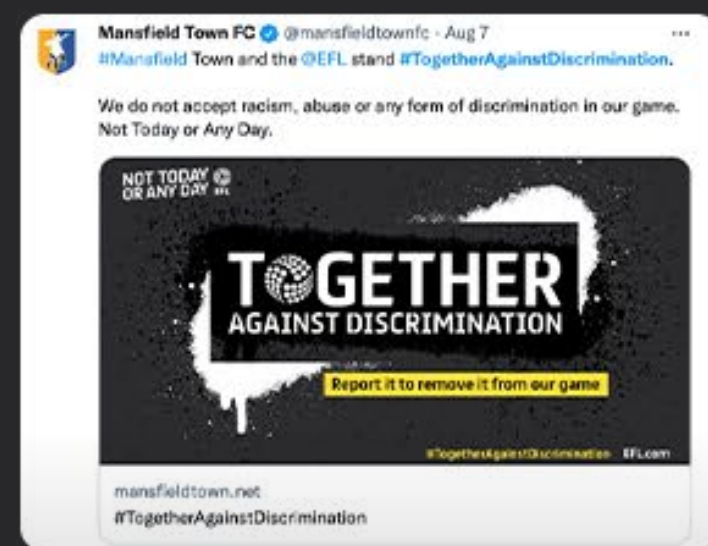 Mansfield Town FC @mansfieldtownfc · Aug 7 ...
#Mansfield Town and the @EFL stand #TogetherAgainstDiscrimination.
We do not accept racism, abuse or any form of discrimination in our game.
Not Today or Any Day.
NOT TODAY
OR ANY DAY EFL
TOGETHER
AGAINST DISCRIMINATION
Report it to remove it from our game
#TogetherAgainstDiscrimination EFL.com
mansfieldtown.net
#TogetherAgainstDiscrimination